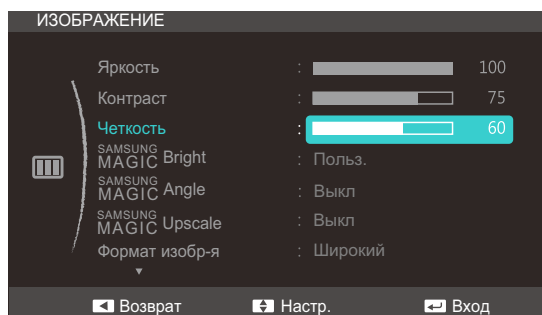 ИЗОБРАЖЕНИЕ
Яркость : 100
Контраст : 75
Четкость : 60
SAMSUNG MAGIC Bright : Польз.
SAMSUNG MAGIC Angle : Выкл
SAMSUNG MAGIC Upscale : Выкл
Формат изобр-я : Широкий
Возврат Настр. Вход